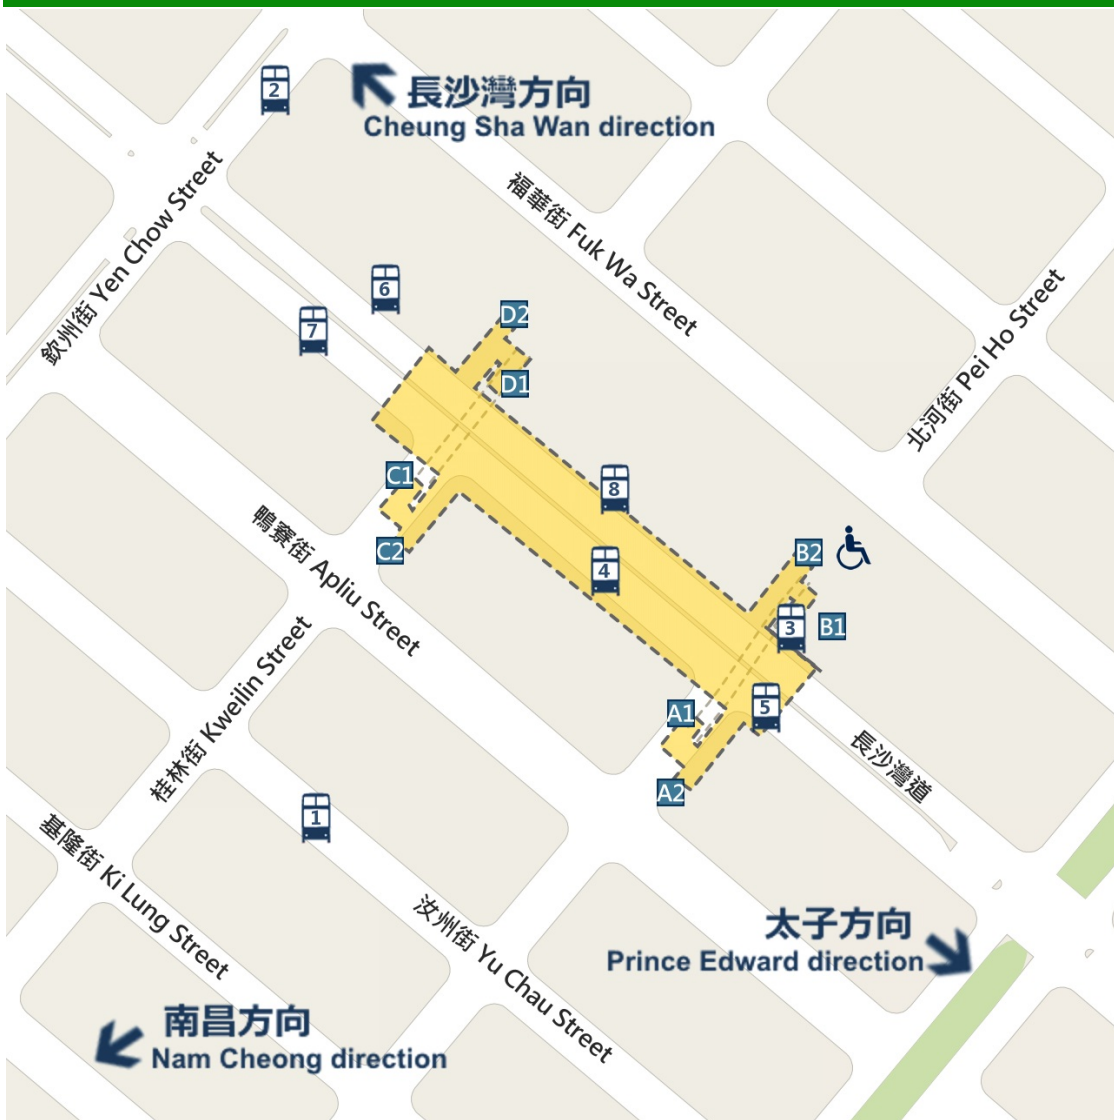 2
長沙灣方向
Cheung Sha Wan direction
欽州街 Yen Chow Street
福華街 Fuk Wa Street
北河街 Pei Ho Street
6
7
D2
D1
C1
C2
8
4
B2
B1
3
5
A1
A2
鴨寮街 Apliu Street
桂林街 Kweilin Street
長沙灣道
1
基隆街 Ki Lung Street
汝州街 Yu Chau Street
太子方向
Prince Edward direction
南昌方向
Nam Cheong direction